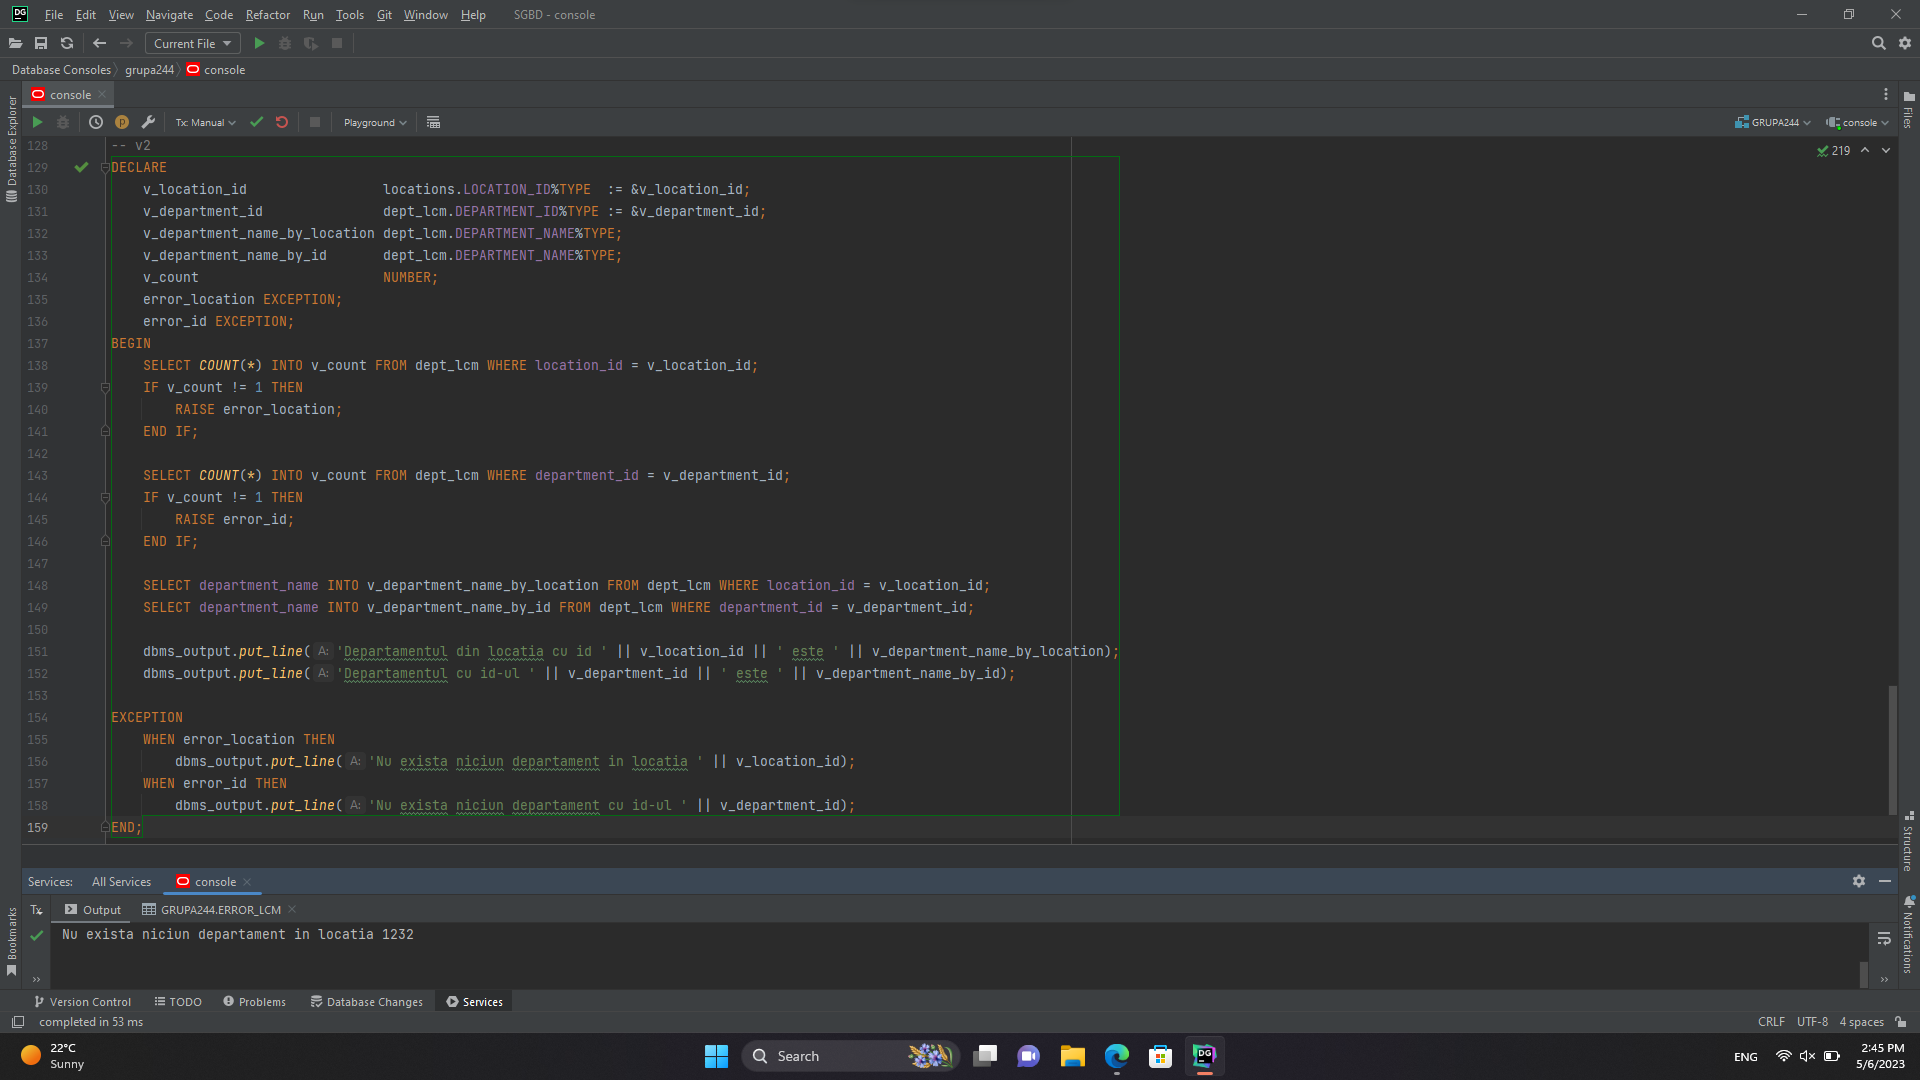 DG File Edit View Navigate Code Refactor Run Tools Git Window Help SGBD - console
Current File
Database Consoles grupa244 console
console
Tx: Manual Playground GRUPA244 console
Database Explorer
Files
219
128 -- v2
129 DECLARE
130 v_location_id locations.LOCATION_ID%TYPE := &v_location_id;
131 v_department_id dept_lcm.DEPARTMENT_ID%TYPE := &v_department_id;
132 v_department_name_by_location dept_lcm.DEPARTMENT_NAME%TYPE;
133 v_department_name_by_id dept_lcm.DEPARTMENT_NAME%TYPE;
134 v_count NUMBER;
135 error_location EXCEPTION;
136 error_id EXCEPTION;
137 BEGIN
138 SELECT COUNT(*) INTO v_count FROM dept_lcm WHERE location_id = v_location_id;
139 IF v_count != 1 THEN
140 RAISE error_location;
141 END IF;
142
143 SELECT COUNT(*) INTO v_count FROM dept_lcm WHERE department_id = v_department_id;
144 IF v_count != 1 THEN
145 RAISE error_id;
146 END IF;
147
148 SELECT department_name INTO v_department_name_by_location FROM dept_lcm WHERE location_id = v_location_id;
149 SELECT department_name INTO v_department_name_by_id FROM dept_lcm WHERE department_id = v_department_id;
150
151 dbms_output.put_line( A: 'Departamentul din locatia cu id ' || v_location_id || ' este ' || v_department_name_by_location);
152 dbms_output.put_line( A: 'Departamentul cu id-ul ' || v_department_id || ' este ' || v_department_name_by_id);
153
154 EXCEPTION
155 WHEN error_location THEN
156 dbms_output.put_line( A: 'Nu exista niciun departament in locatia ' || v_location_id);
157 WHEN error_id THEN
158 dbms_output.put_line( A: 'Nu exista niciun departament cu id-ul ' || v_department_id);
159 END;
Structure
Notifications
Bookmarks
Services: All Services console
Tx Output GRUPA244.ERROR_LCM
Nu exista niciun departament in locatia 1232
Version Control TODO Problems Database Changes Services
completed in 53 ms CRLF UTF-8 4 spaces
22°C
Sunny
Search
DG
ENG
2:45 PM
5/6/2023